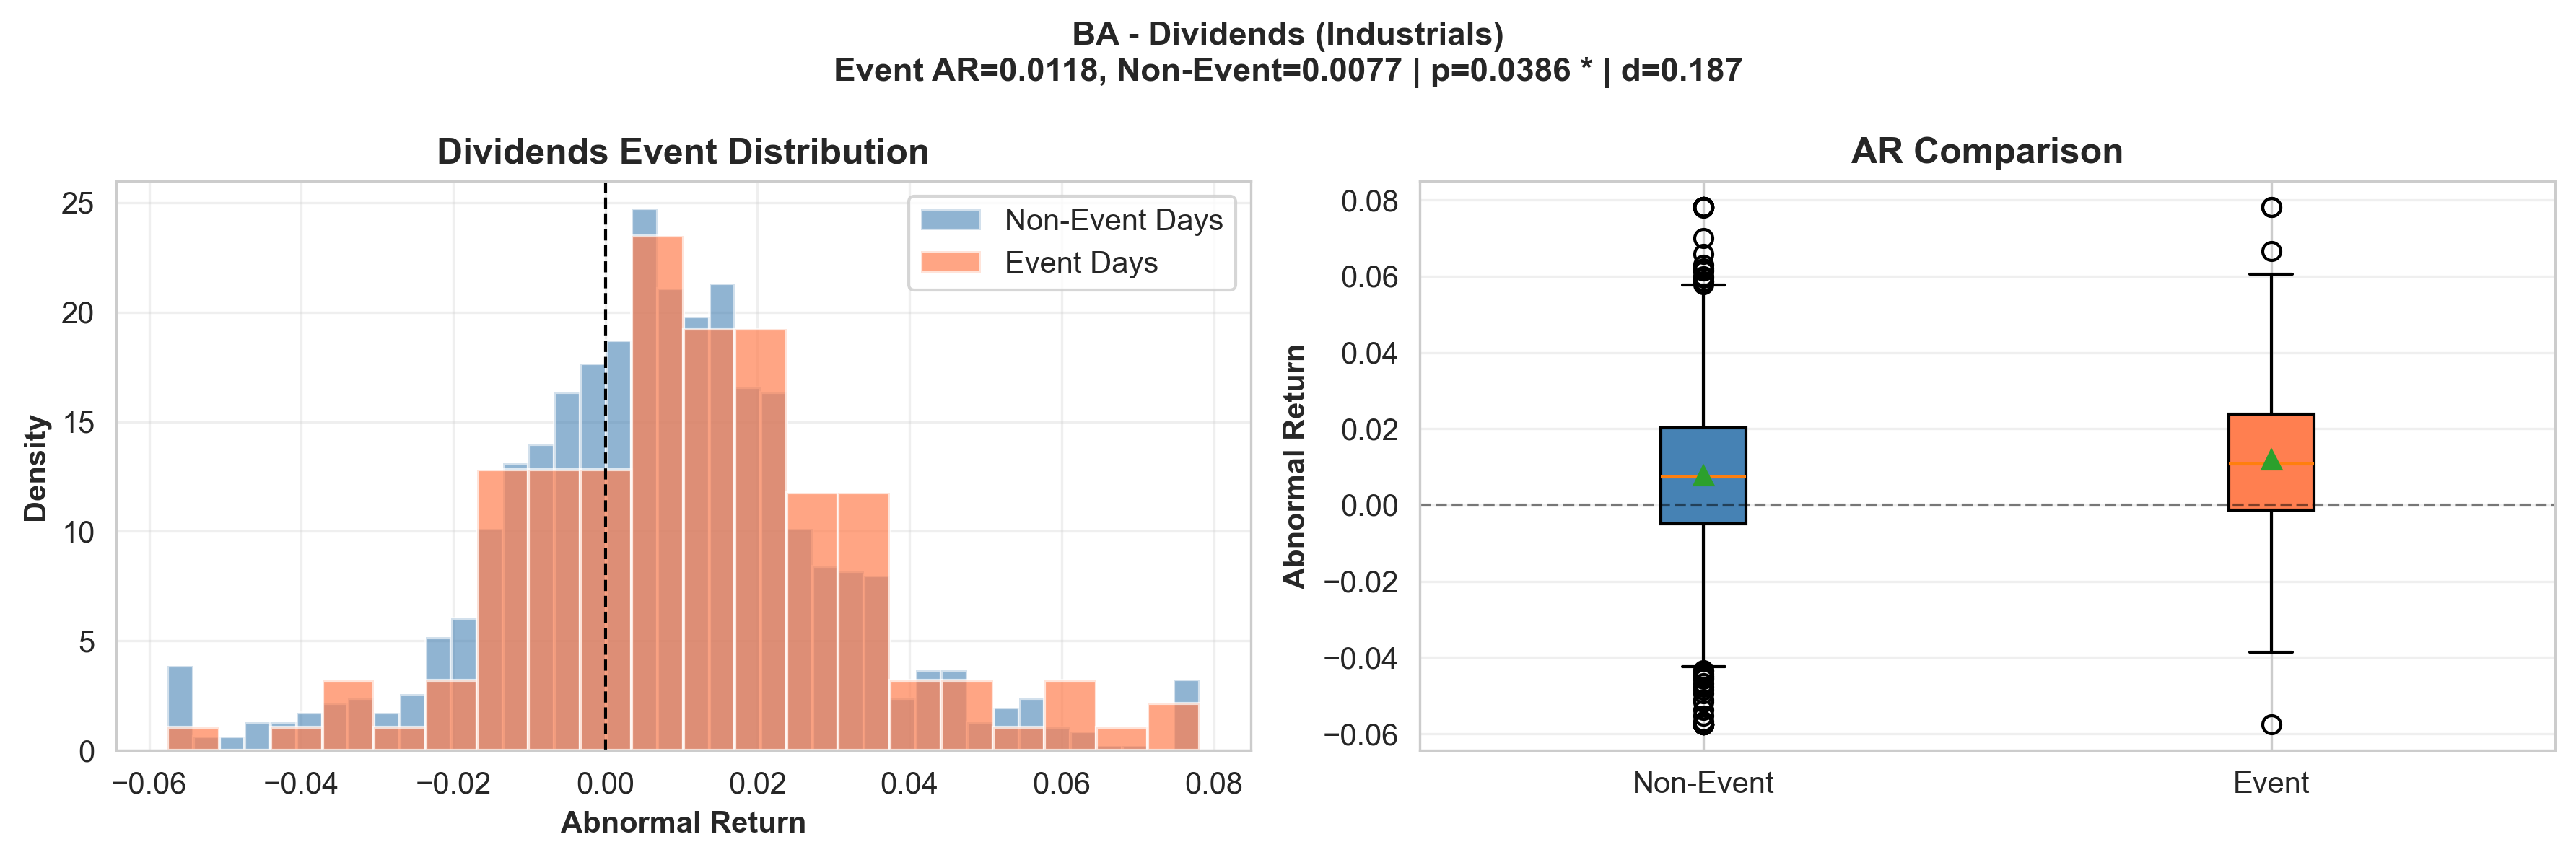 BA - Dividends (Industrials)
Event AR=0.0118, Non-Event=0.0077 | p=0.0386 * | d=0.187
Dividends Event Distribution
25
20
15
10
5
0
Density
Non-Event Days
Event Days
−0.06
−0.04
−0.02
0.00
0.02
0.04
0.06
0.08
Abnormal Return
AR Comparison
0.08
0.06
0.04
0.02
0.00
−0.02
−0.04
−0.06
Abnormal Return
Non-Event
Event